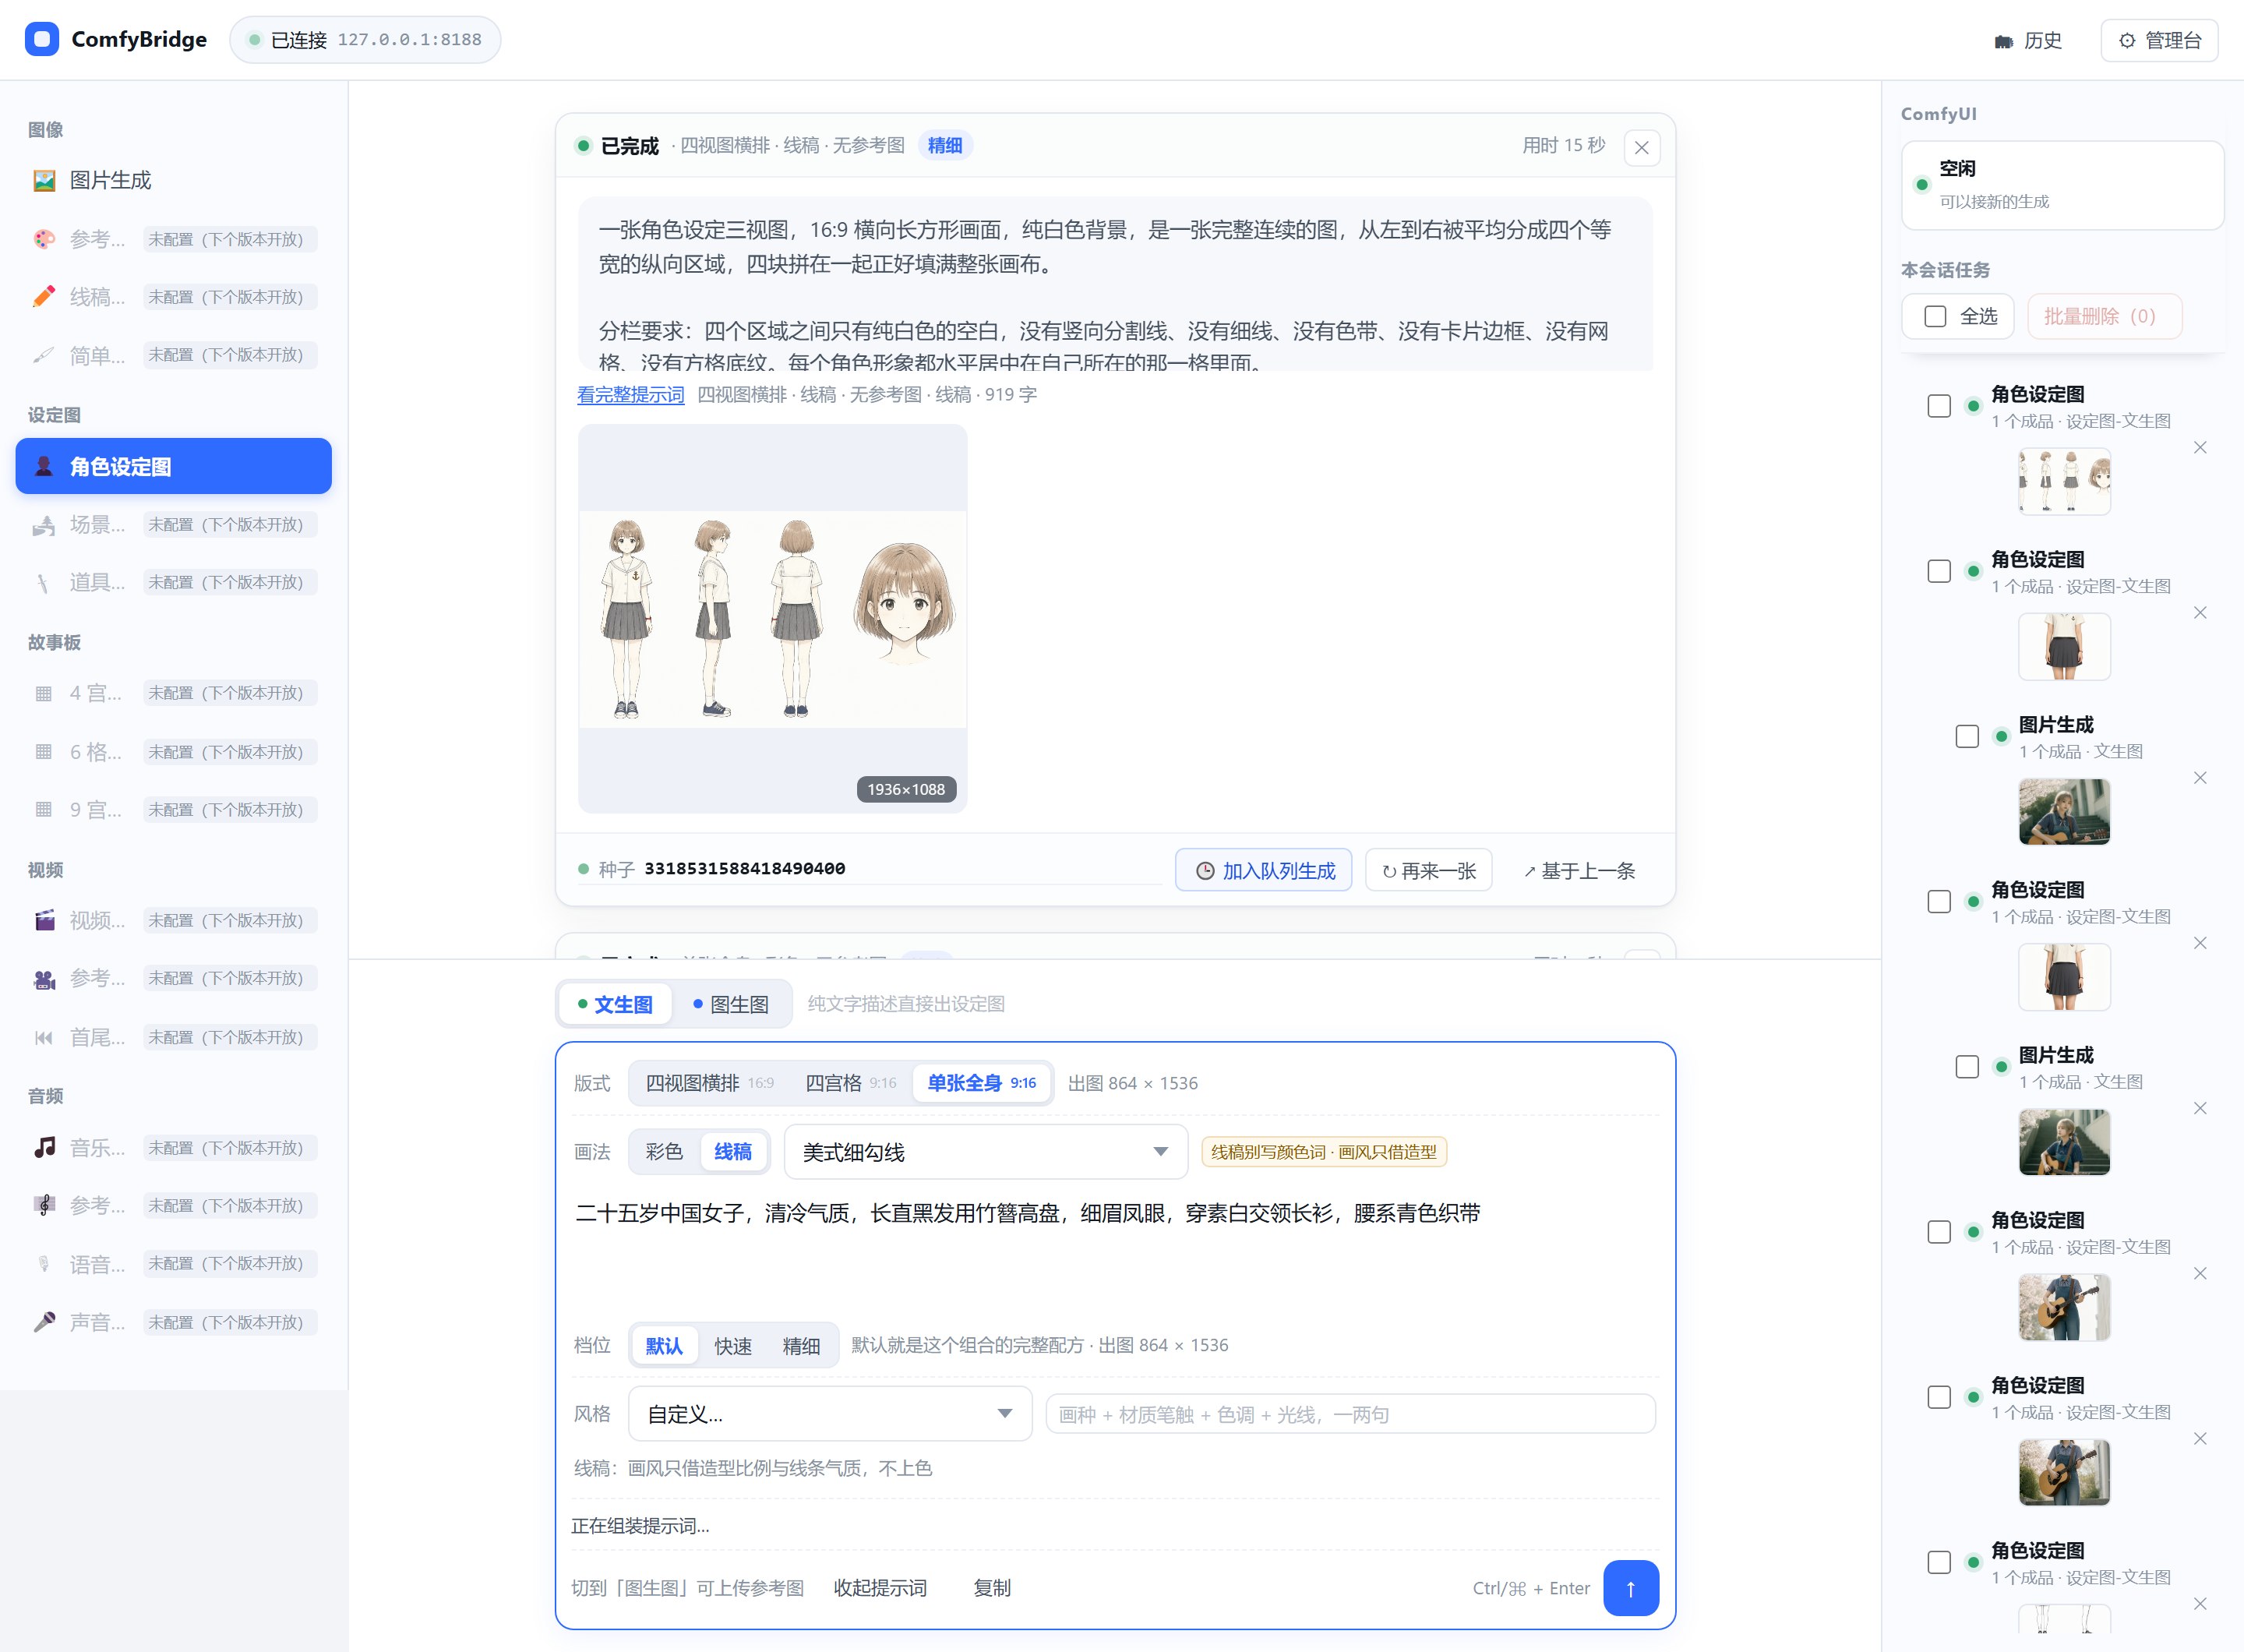 ComfyBridge
已连接 127.0.0.1:8188
历史
管理台
图像
图片生成
参考... 未配置（下个版本开放）
线稿... 未配置（下个版本开放）
简单... 未配置（下个版本开放）
设定图
角色设定图
场景... 未配置（下个版本开放）
道具... 未配置（下个版本开放）
故事板
4 宫... 未配置（下个版本开放）
6 格... 未配置（下个版本开放）
9 宫... 未配置（下个版本开放）
视频
视频... 未配置（下个版本开放）
参考... 未配置（下个版本开放）
首尾... 未配置（下个版本开放）
音频
音乐... 未配置（下个版本开放）
参考... 未配置（下个版本开放）
语音... 未配置（下个版本开放）
声音... 未配置（下个版本开放）
已完成 · 四视图横排 · 线稿 · 无参考图 精细 用时 15 秒
一张角色设定三视图，16:9 横向长方形画面，纯白色背景，是一张完整连续的图，从左到右被平均分成四个等
宽的纵向区域，四块拼在一起正好填满整张画布。
分栏要求：四个区域之间只有纯白色的空白，没有竖向分割线、没有细线、没有色带、没有卡片边框、没有网
格、没有方格底纹。每个角色形象都水平居中在自己所在的那一格里面。
看完整提示词 四视图横排 · 线稿 · 无参考图 · 线稿 · 919 字
1936×1088
种子 3318531588418490400
加入队列生成
↻ 再来一张
↗ 基于上一条
文生图
图生图
纯文字描述直接出设定图
版式 四视图横排 16:9 四宫格 9:16 单张全身 9:16 出图 864 × 1536
画法 彩色 线稿 美式细勾线 线稿别写颜色词 · 画风只借造型
二十五岁中国女子，清冷气质，长直黑发用竹簪高盘，细眉凤眼，穿素白交领长衫，腰系青色织带
档位 默认 快速 精细 默认就是这个组合的完整配方 · 出图 864 × 1536
风格 自定义... 画种 + 材质笔触 + 色调 + 光线，一两句
线稿：画风只借造型比例与线条气质，不上色
正在组装提示词...
切到「图生图」可上传参考图 收起提示词 复制 Ctrl/⌘ + Enter ↑
ComfyUI
空闲
可以接新的生成
本会话任务
全选
批量删除（0）
角色设定图
1 个成品 · 设定图-文生图
角色设定图
1 个成品 · 设定图-文生图
图片生成
1 个成品 · 文生图
角色设定图
1 个成品 · 设定图-文生图
图片生成
1 个成品 · 文生图
角色设定图
1 个成品 · 设定图-文生图
角色设定图
1 个成品 · 设定图-文生图
角色设定图
1 个成品 · 设定图-文生图